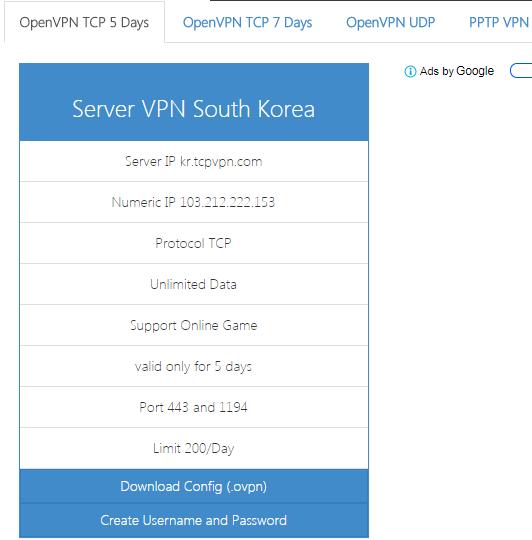 OpenVPN TCP 5 Days
OpenVPN TCP 7 Days
OpenVPN UDP
PPTP VPN
Server VPN South Korea
Ads by Google
Server IP kr.tcpvpn.com
Numeric IP 103.212.222.153
Protocol TCP
Unlimited Data
Support Online Game
valid only for 5 days
Port 443 and 1194
Limit 200/Day
Download Config (.ovpn)
Create Username and Password